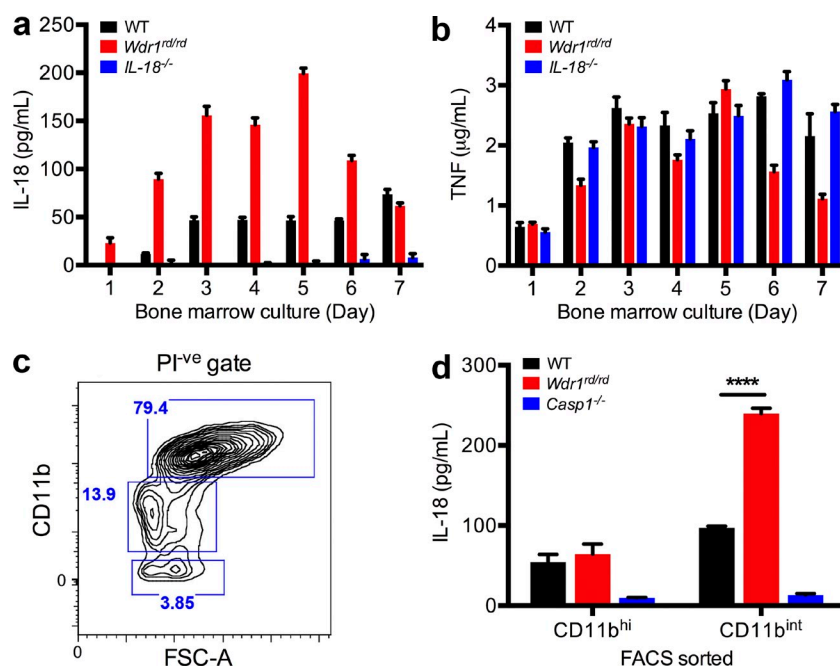 a
WT
Wdr1rd/rd
IL-18-/-
IL-18 (pg/mL)
250
200
150
100
50
0
1 2 3 4 5 6 7
Bone marrow culture (Day)
b
WT
Wdr1rd/rd
IL-18-/-
TNF (μg/mL)
4
3
2
1
0
1 2 3 4 5 6 7
Bone marrow culture (Day)
c
PI-ve gate
79.4
13.9
3.85
CD11b
0
0
FSC-A
d
WT
Wdr1rd/rd
Casp1-/-
IL-18 (pg/mL)
300
200
100
0
****
CD11bhi CD11bint
FACS sorted